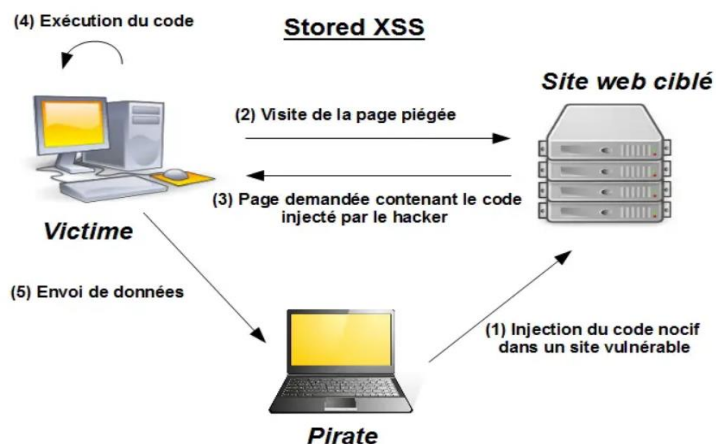 (4) Exécution du code
Stored XSS
Site web ciblé
(2) Visite de la page piégée
(3) Page demandée contenant le code
injecté par le hacker
Victime
(5) Envoi de données
(1) Injection du code nocif
dans un site vulnérable
Pirate